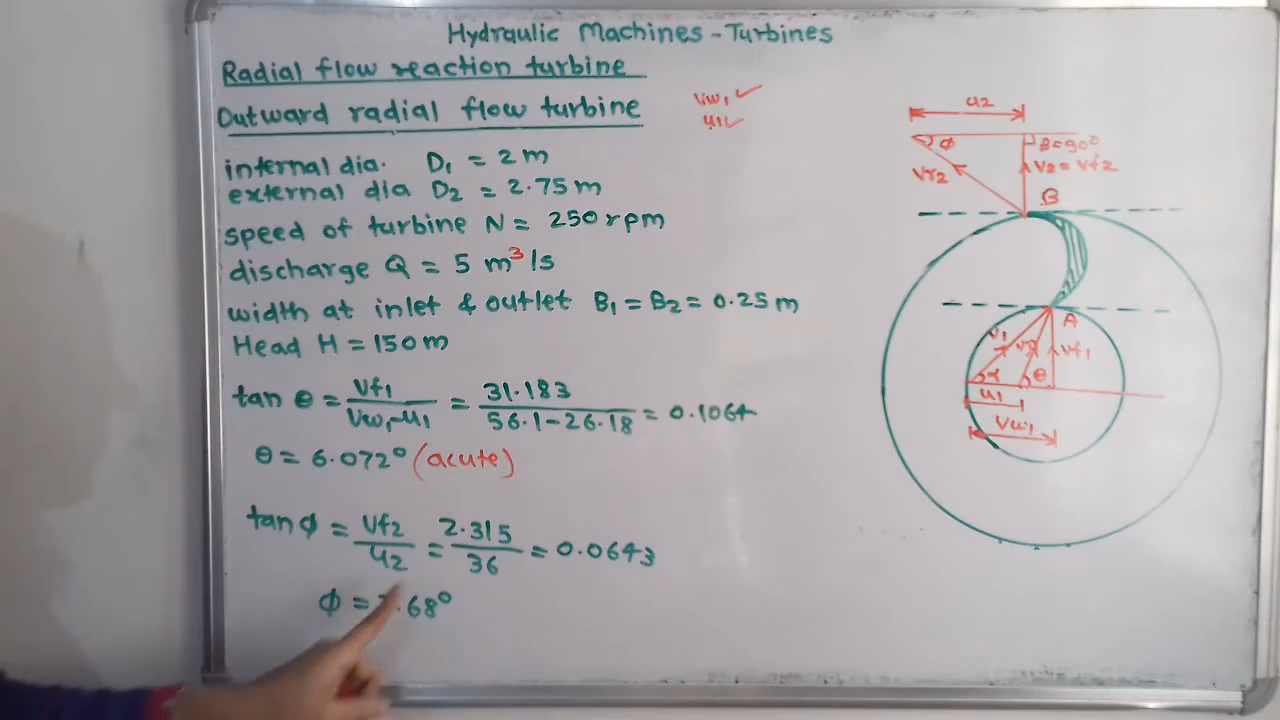 Hydraulic Machines - Turbines
Radial flow reaction turbine
Outward radial flow turbine
Vw1 ✓
u1 ✓
internal dia. D1 = 2 m
external dia D2 = 2.75 m
speed of turbine N = 250 rpm
discharge Q = 5 m³/s
width at inlet & outlet B1 = B2 = 0.25 m
Head H = 150 m
tan θ = Vf1 / Vw1-u1 = 31.183 / 56.1-26.18 = 0.1064
θ = 6.072° (acute)
tan ϕ = Vf2 / u2 = 2.315 / 36 = 0.0643
ϕ = .68°
u2
ϕ
β=90°
Vr2
V2 = Vf2
B
A
V1
Vf1
α
θ
u1
Vw1